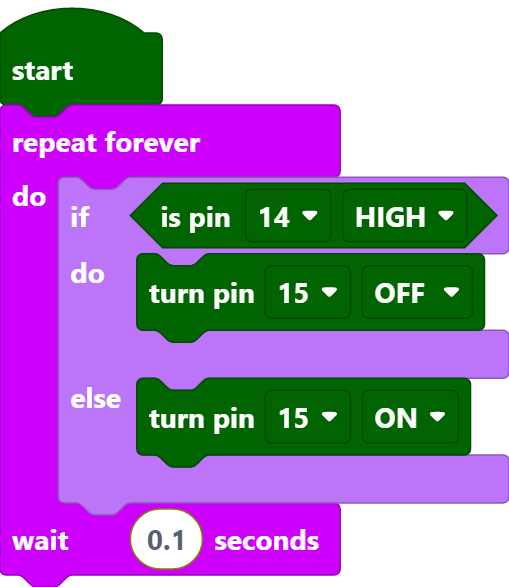 start
repeat forever
do
if is pin 14 HIGH
do
turn pin 15 OFF
else
turn pin 15 ON
wait 0.1 seconds